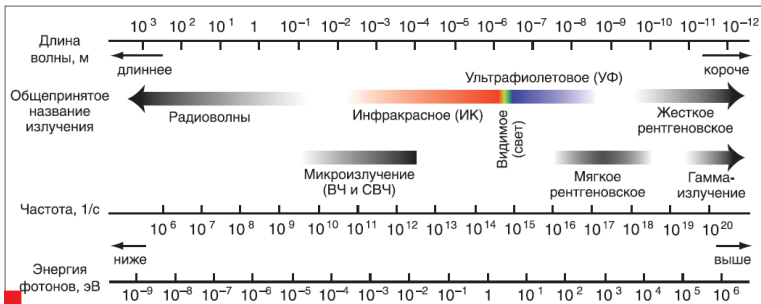 Длина волны, м
10³ 10² 10¹ 1 10⁻¹ 10⁻² 10⁻³ 10⁻⁴ 10⁻⁵ 10⁻⁶ 10⁻⁷ 10⁻⁸ 10⁻⁹ 10⁻¹⁰ 10⁻¹¹ 10⁻¹²
длиннее
короче
Общепринятое
название
излучения
Радиоволны
Инфракрасное (ИК)
Видимое
(свет)
Ультрафиолетовое (УФ)
Жесткое
рентгеновское
Микроизлучение
(ВЧ и СВЧ)
Мягкое
рентгеновское
Гамма-
излучение
Частота, 1/с
10⁶ 10⁷ 10⁸ 10⁹ 10¹⁰ 10¹¹ 10¹² 10¹³ 10¹⁴ 10¹⁵ 10¹⁶ 10¹⁷ 10¹⁸ 10¹⁹ 10²⁰
ниже
выше
Энергия
фотонов, эВ
10⁻⁹ 10⁻⁸ 10⁻⁷ 10⁻⁶ 10⁻⁵ 10⁻⁴ 10⁻³ 10⁻² 10⁻¹ 1 10¹ 10² 10³ 10⁴ 10⁵ 10⁶